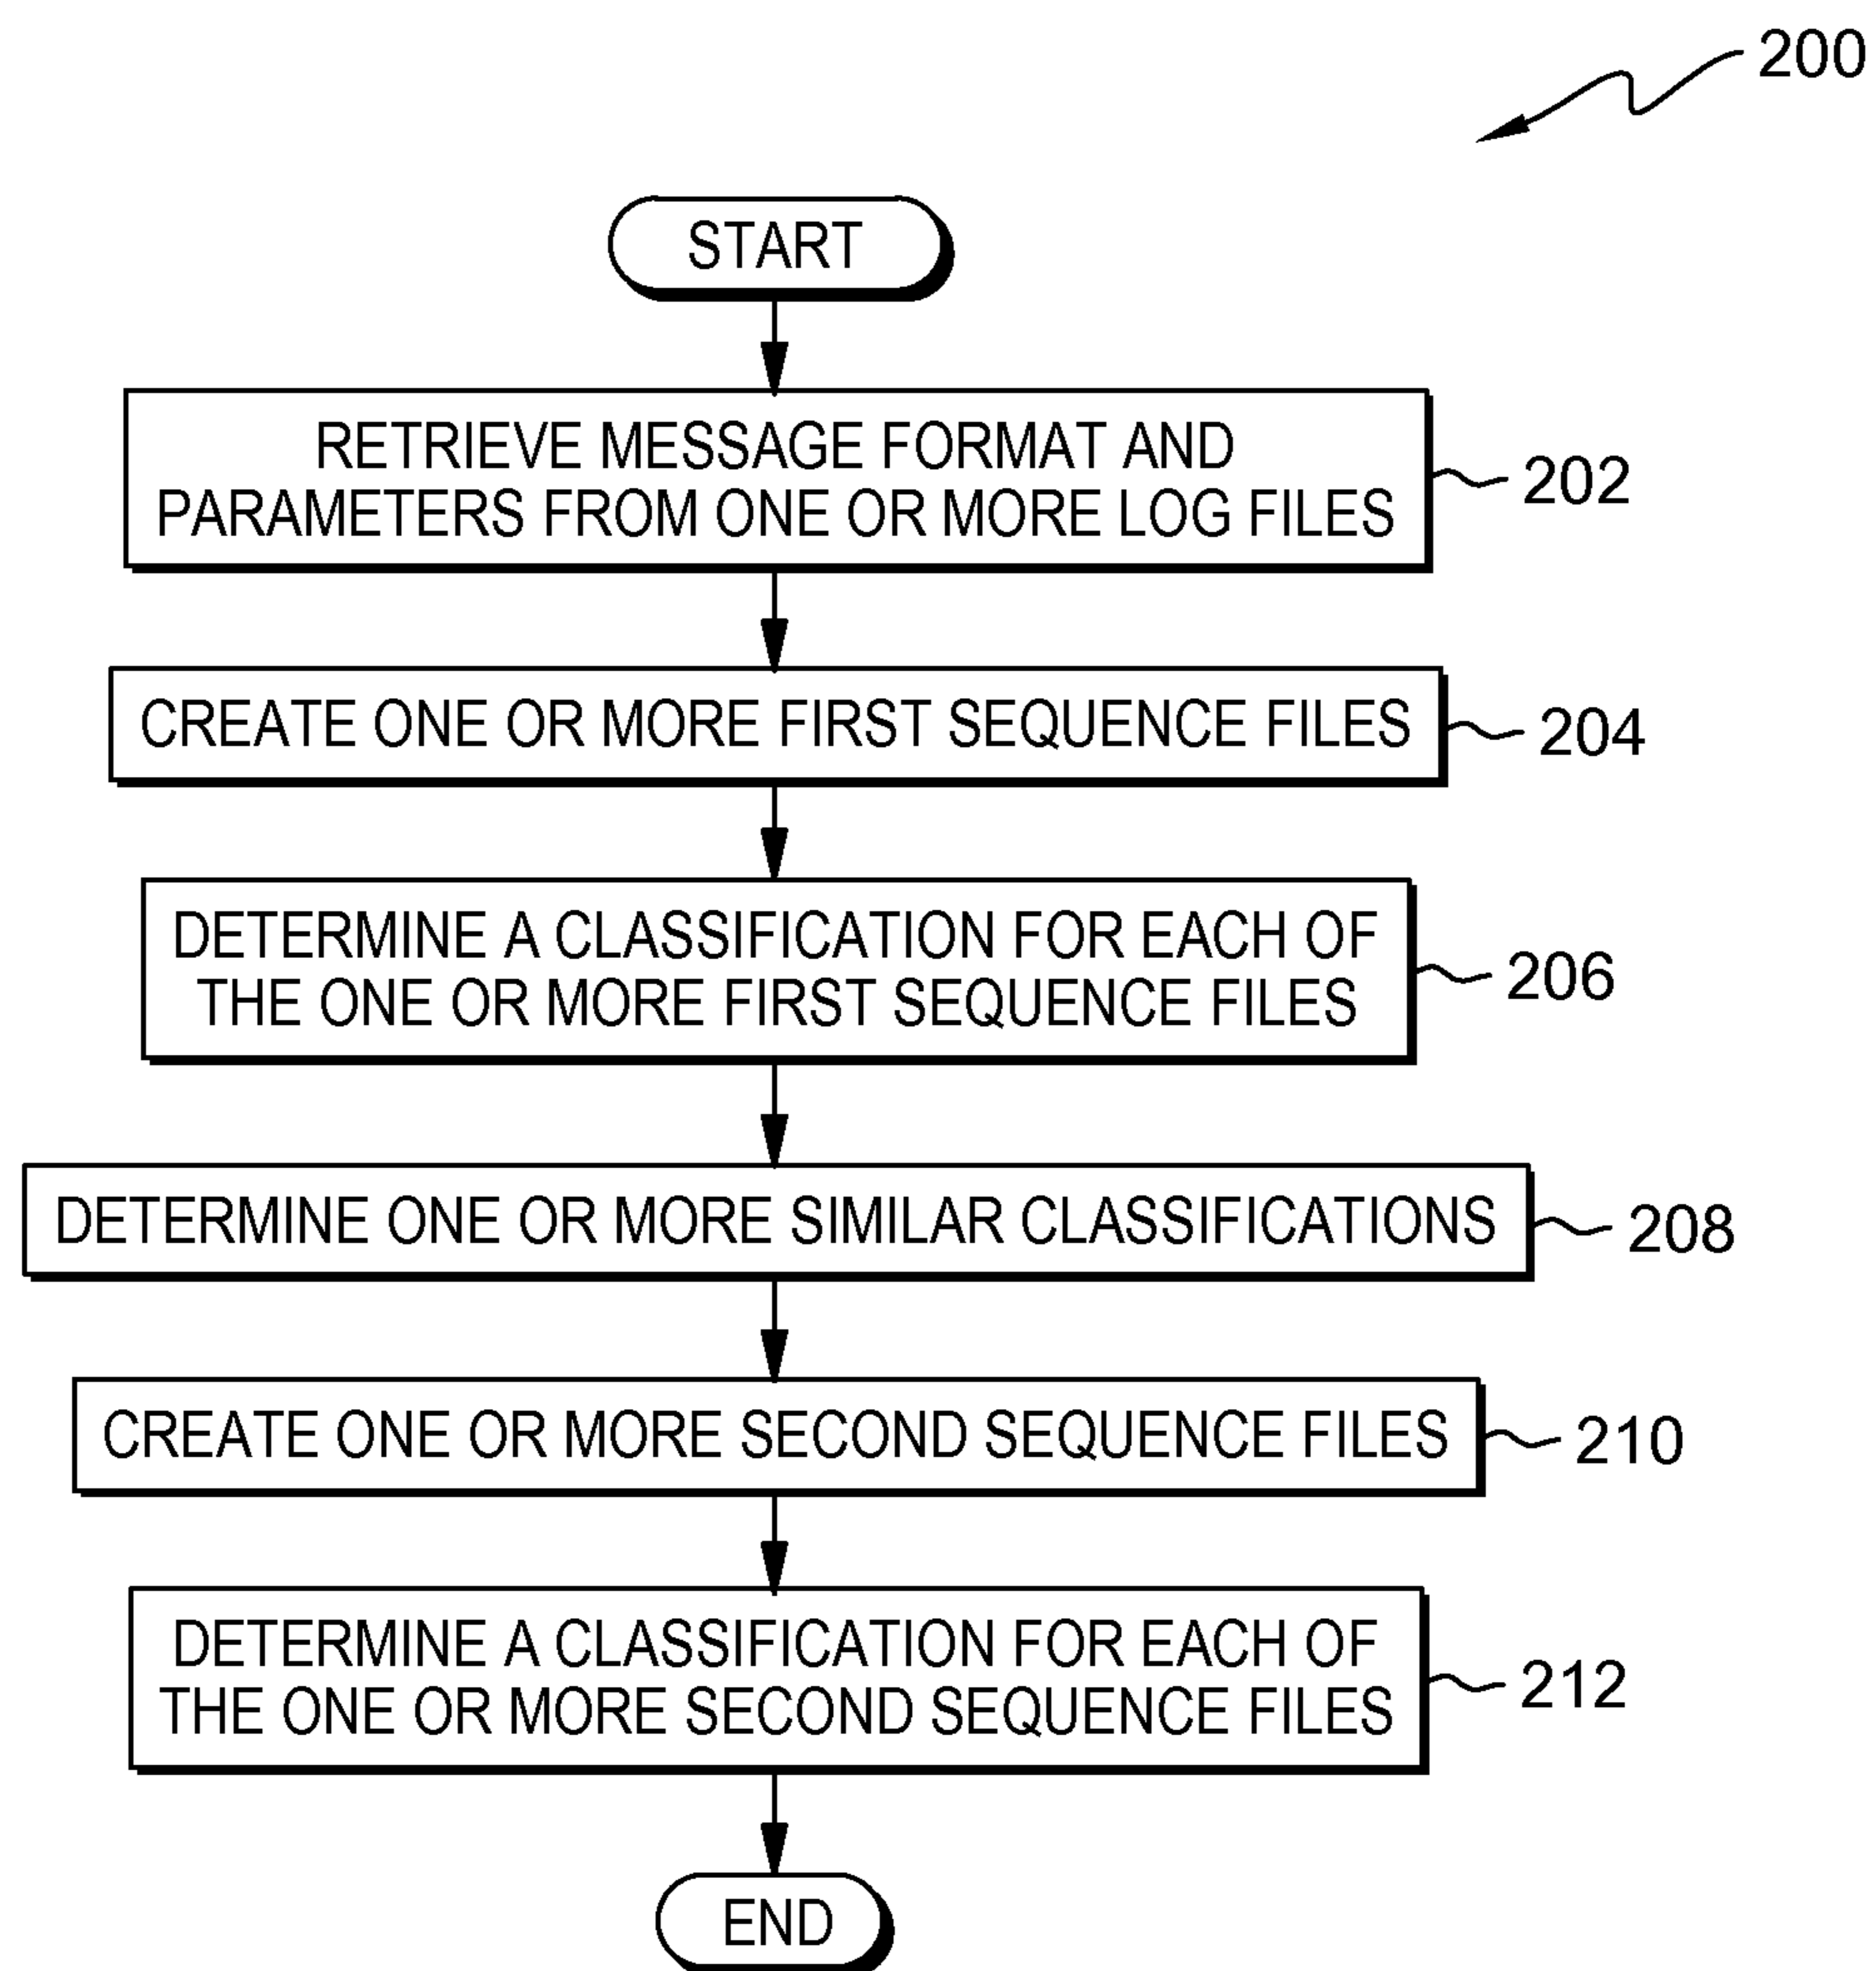 200
START
RETRIEVE MESSAGE FORMAT AND
PARAMETERS FROM ONE OR MORE LOG FILES
202
CREATE ONE OR MORE FIRST SEQUENCE FILES
204
DETERMINE A CLASSIFICATION FOR EACH OF
THE ONE OR MORE FIRST SEQUENCE FILES
206
DETERMINE ONE OR MORE SIMILAR CLASSIFICATIONS
208
CREATE ONE OR MORE SECOND SEQUENCE FILES
210
DETERMINE A CLASSIFICATION FOR EACH OF
THE ONE OR MORE SECOND SEQUENCE FILES
212
END